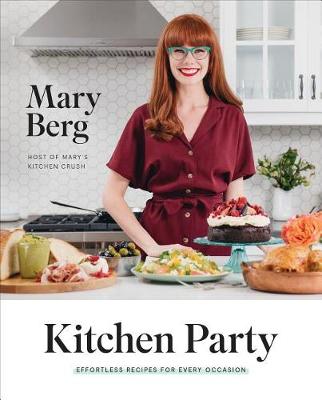 Mary
Berg
HOST OF MARY'S
KITCHEN CRUSH
Kitchen Party
EFFORTLESS RECIPES FOR EVERY OCCASION